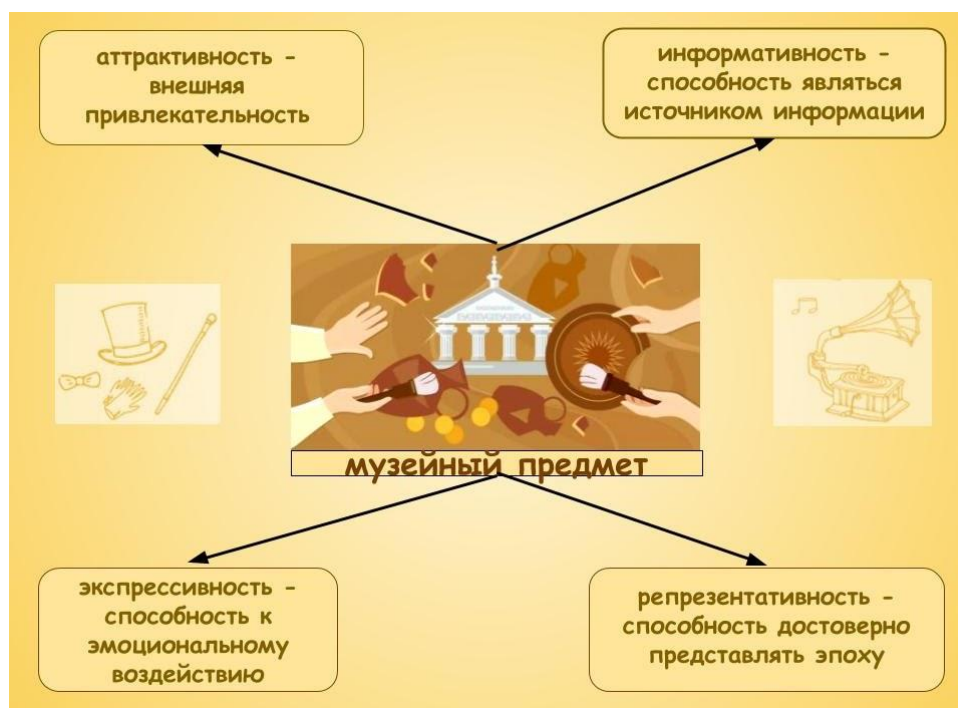 аттрактивность -
внешняя
привлекательность
информативность -
способность являться
источником информации
музейный предмет
экспрессивность -
способность к
эмоциональному
воздействию
репрезентативность -
способность достоверно
представлять эпоху